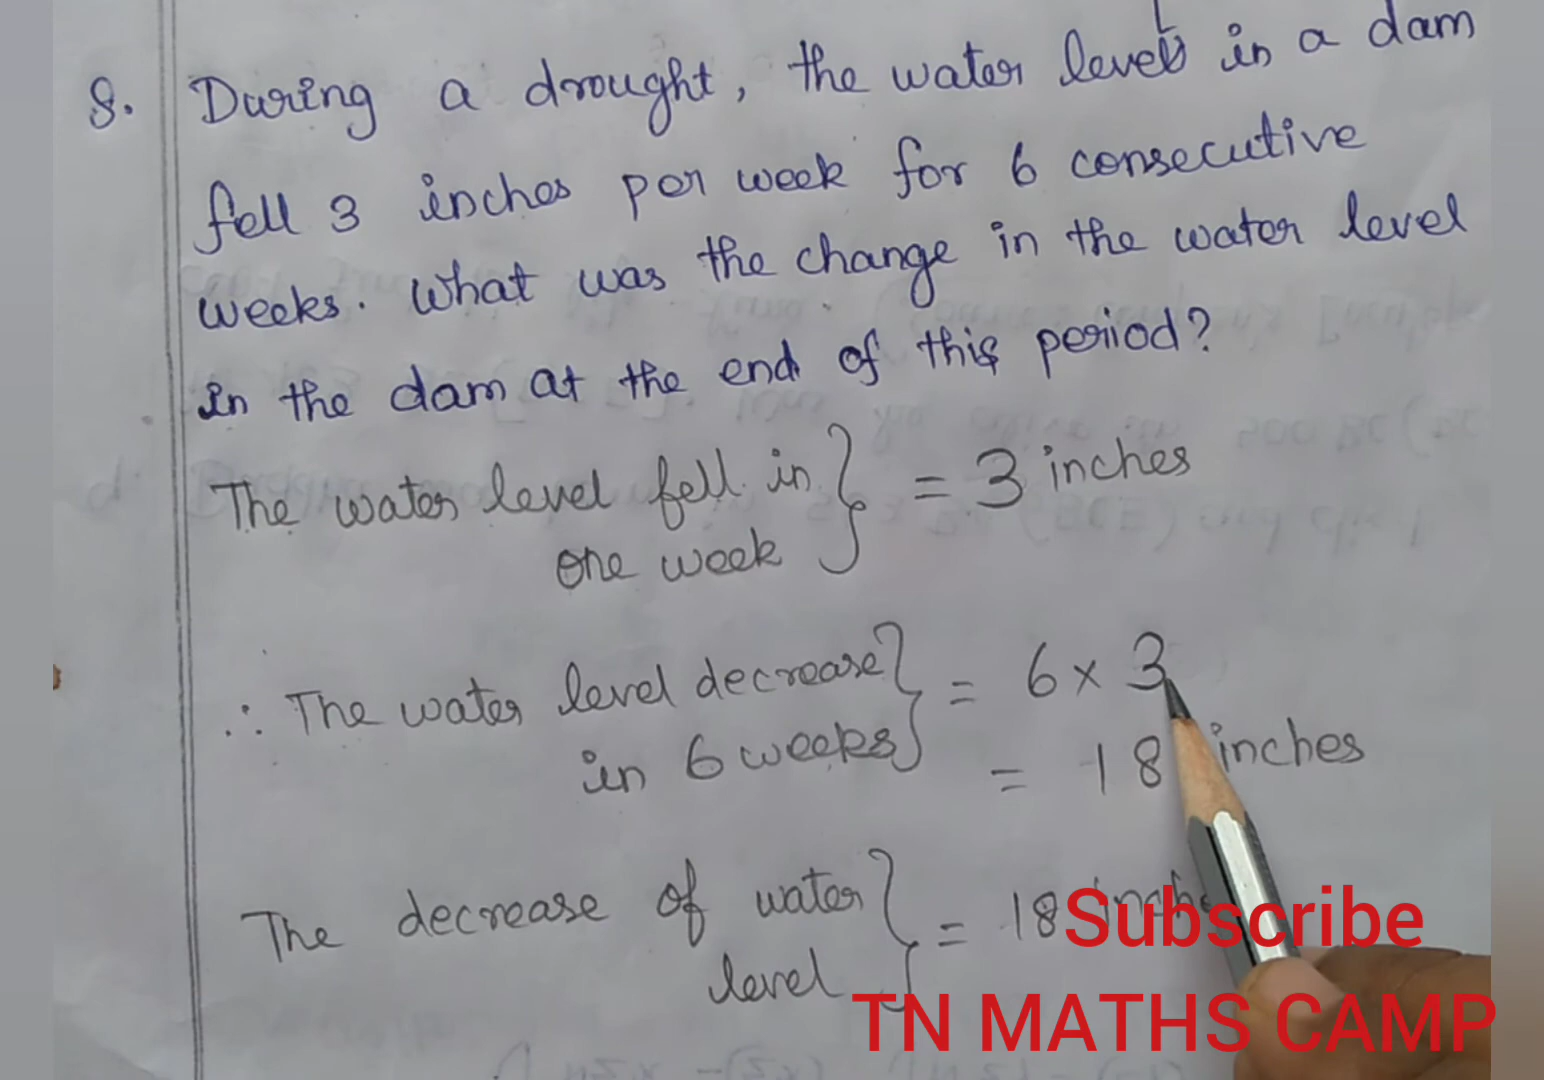 8. During a drought, the water level in a dam
fell 3 inches per week for 6 consecutive
weeks. What was the change in the water level
in the dam at the end of this period?
The water level fell in } = 3 inches
one week
∴ The water level decrease } = 6 × 3
in 6 weeks
= 18 inches
The decrease of water } = 18 inche
level
Subscribe
TN MATHS CAMP